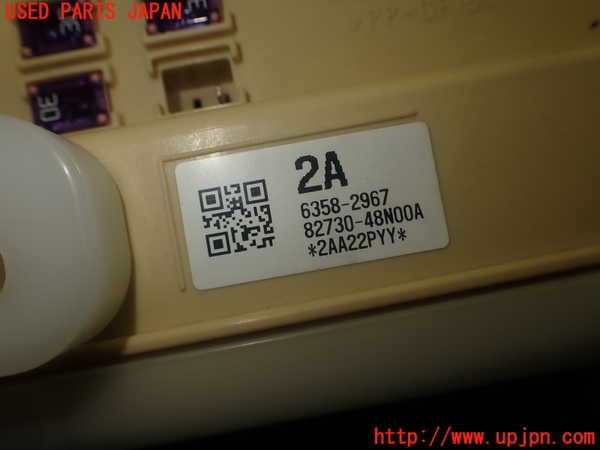 USED PARTS JAPAN
30
2A
6358-2967
82730-48N00A
*2AA22PYY*
http://www.upjpn.com